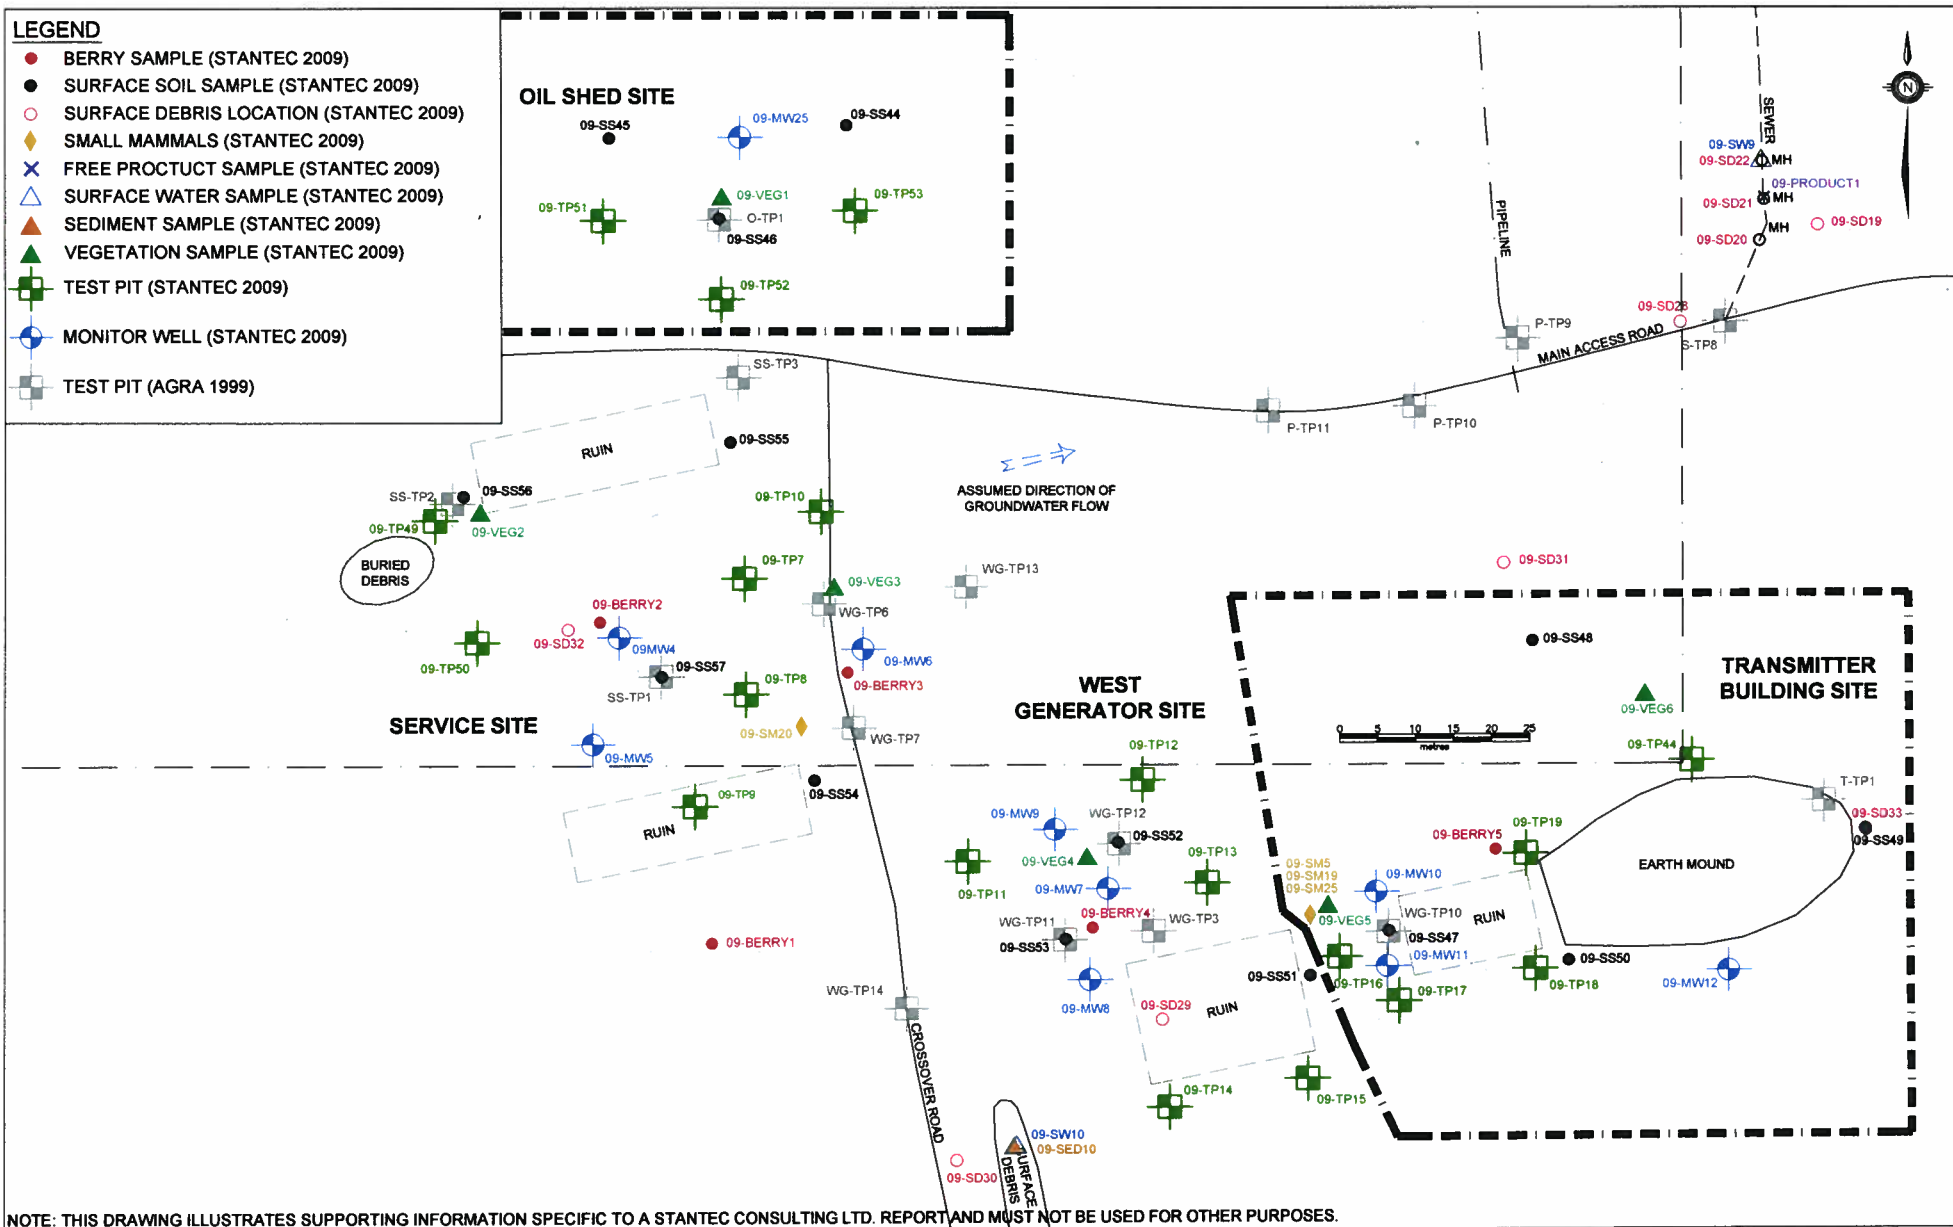 LEGEND
BERRY SAMPLE (STANTEC 2009)
SURFACE SOIL SAMPLE (STANTEC 2009)
SURFACE DEBRIS LOCATION (STANTEC 2009)
SMALL MAMMALS (STANTEC 2009)
FREE PROCTUCT SAMPLE (STANTEC 2009)
SURFACE WATER SAMPLE (STANTEC 2009)
SEDIMENT SAMPLE (STANTEC 2009)
VEGETATION SAMPLE (STANTEC 2009)
TEST PIT (STANTEC 2009)
MONITOR WELL (STANTEC 2009)
TEST PIT (AGRA 1999)
OIL SHED SITE
09-SS45
09-MW25
09-SS44
09-VEG1
09-TP51
O-TP1
09-TP53
09-SS46
09-TP52
N
SEWER
09-SW9
09-SD22
MH
09-PRODUCT1
09-SD21
MH
09-SD19
09-SD20
MH
PIPELINE
09-SD28
P-TP9
MAIN ACCESS ROAD
S-TP8
P-TP11
P-TP10
SS-TP3
RUIN
09-SS55
SS-TP2
09-SS56
09-TP49
09-VEG2
BURIED
DEBRIS
09-TP10
ASSUMED DIRECTION OF
GROUNDWATER FLOW
09-TP7
09-VEG3
WG-TP6
WG-TP13
09-SD31
09-BERRY2
09-SD32
09MW4
09-TP50
09-SS57
SS-TP1
09-MW6
09-BERRY3
09-TP8
09-SM20
WG-TP7
SERVICE SITE
09-MW5
09-SS54
09-TP9
RUIN
09-BERRY1
WG-TP14
CROSSOVER ROAD
WEST
GENERATOR SITE
09-TP12
09-MW9
WG-TP12
09-SS52
09-VEG4
09-TP13
09-TP11
09-MW7
09-BERRY4
WG-TP11
09-SS53
WG-TP3
09-MW8
09-SD29
RUIN
09-SS51
09-TP14
09-TP15
09-SW10
09-SED10
09-SD30
SURFACE
DEBRIS
09-SS48
TRANSMITTER
BUILDING SITE
09-VEG6
0 5 10 15 20 25
metres
09-TP44
T-TP1
09-SD33
09-SS49
09-BERRY5
09-TP19
EARTH MOUND
09-SM5
09-SM19
09-SM25
09-VEG5
09-MW10
WG-TP10
09-SS47
RUIN
09-MW11
09-TP16
09-TP17
09-TP18
09-SS50
09-MW12
NOTE: THIS DRAWING ILLUSTRATES SUPPORTING INFORMATION SPECIFIC TO A STANTEC CONSULTING LTD. REPORT AND MUST NOT BE USED FOR OTHER PURPOSES.